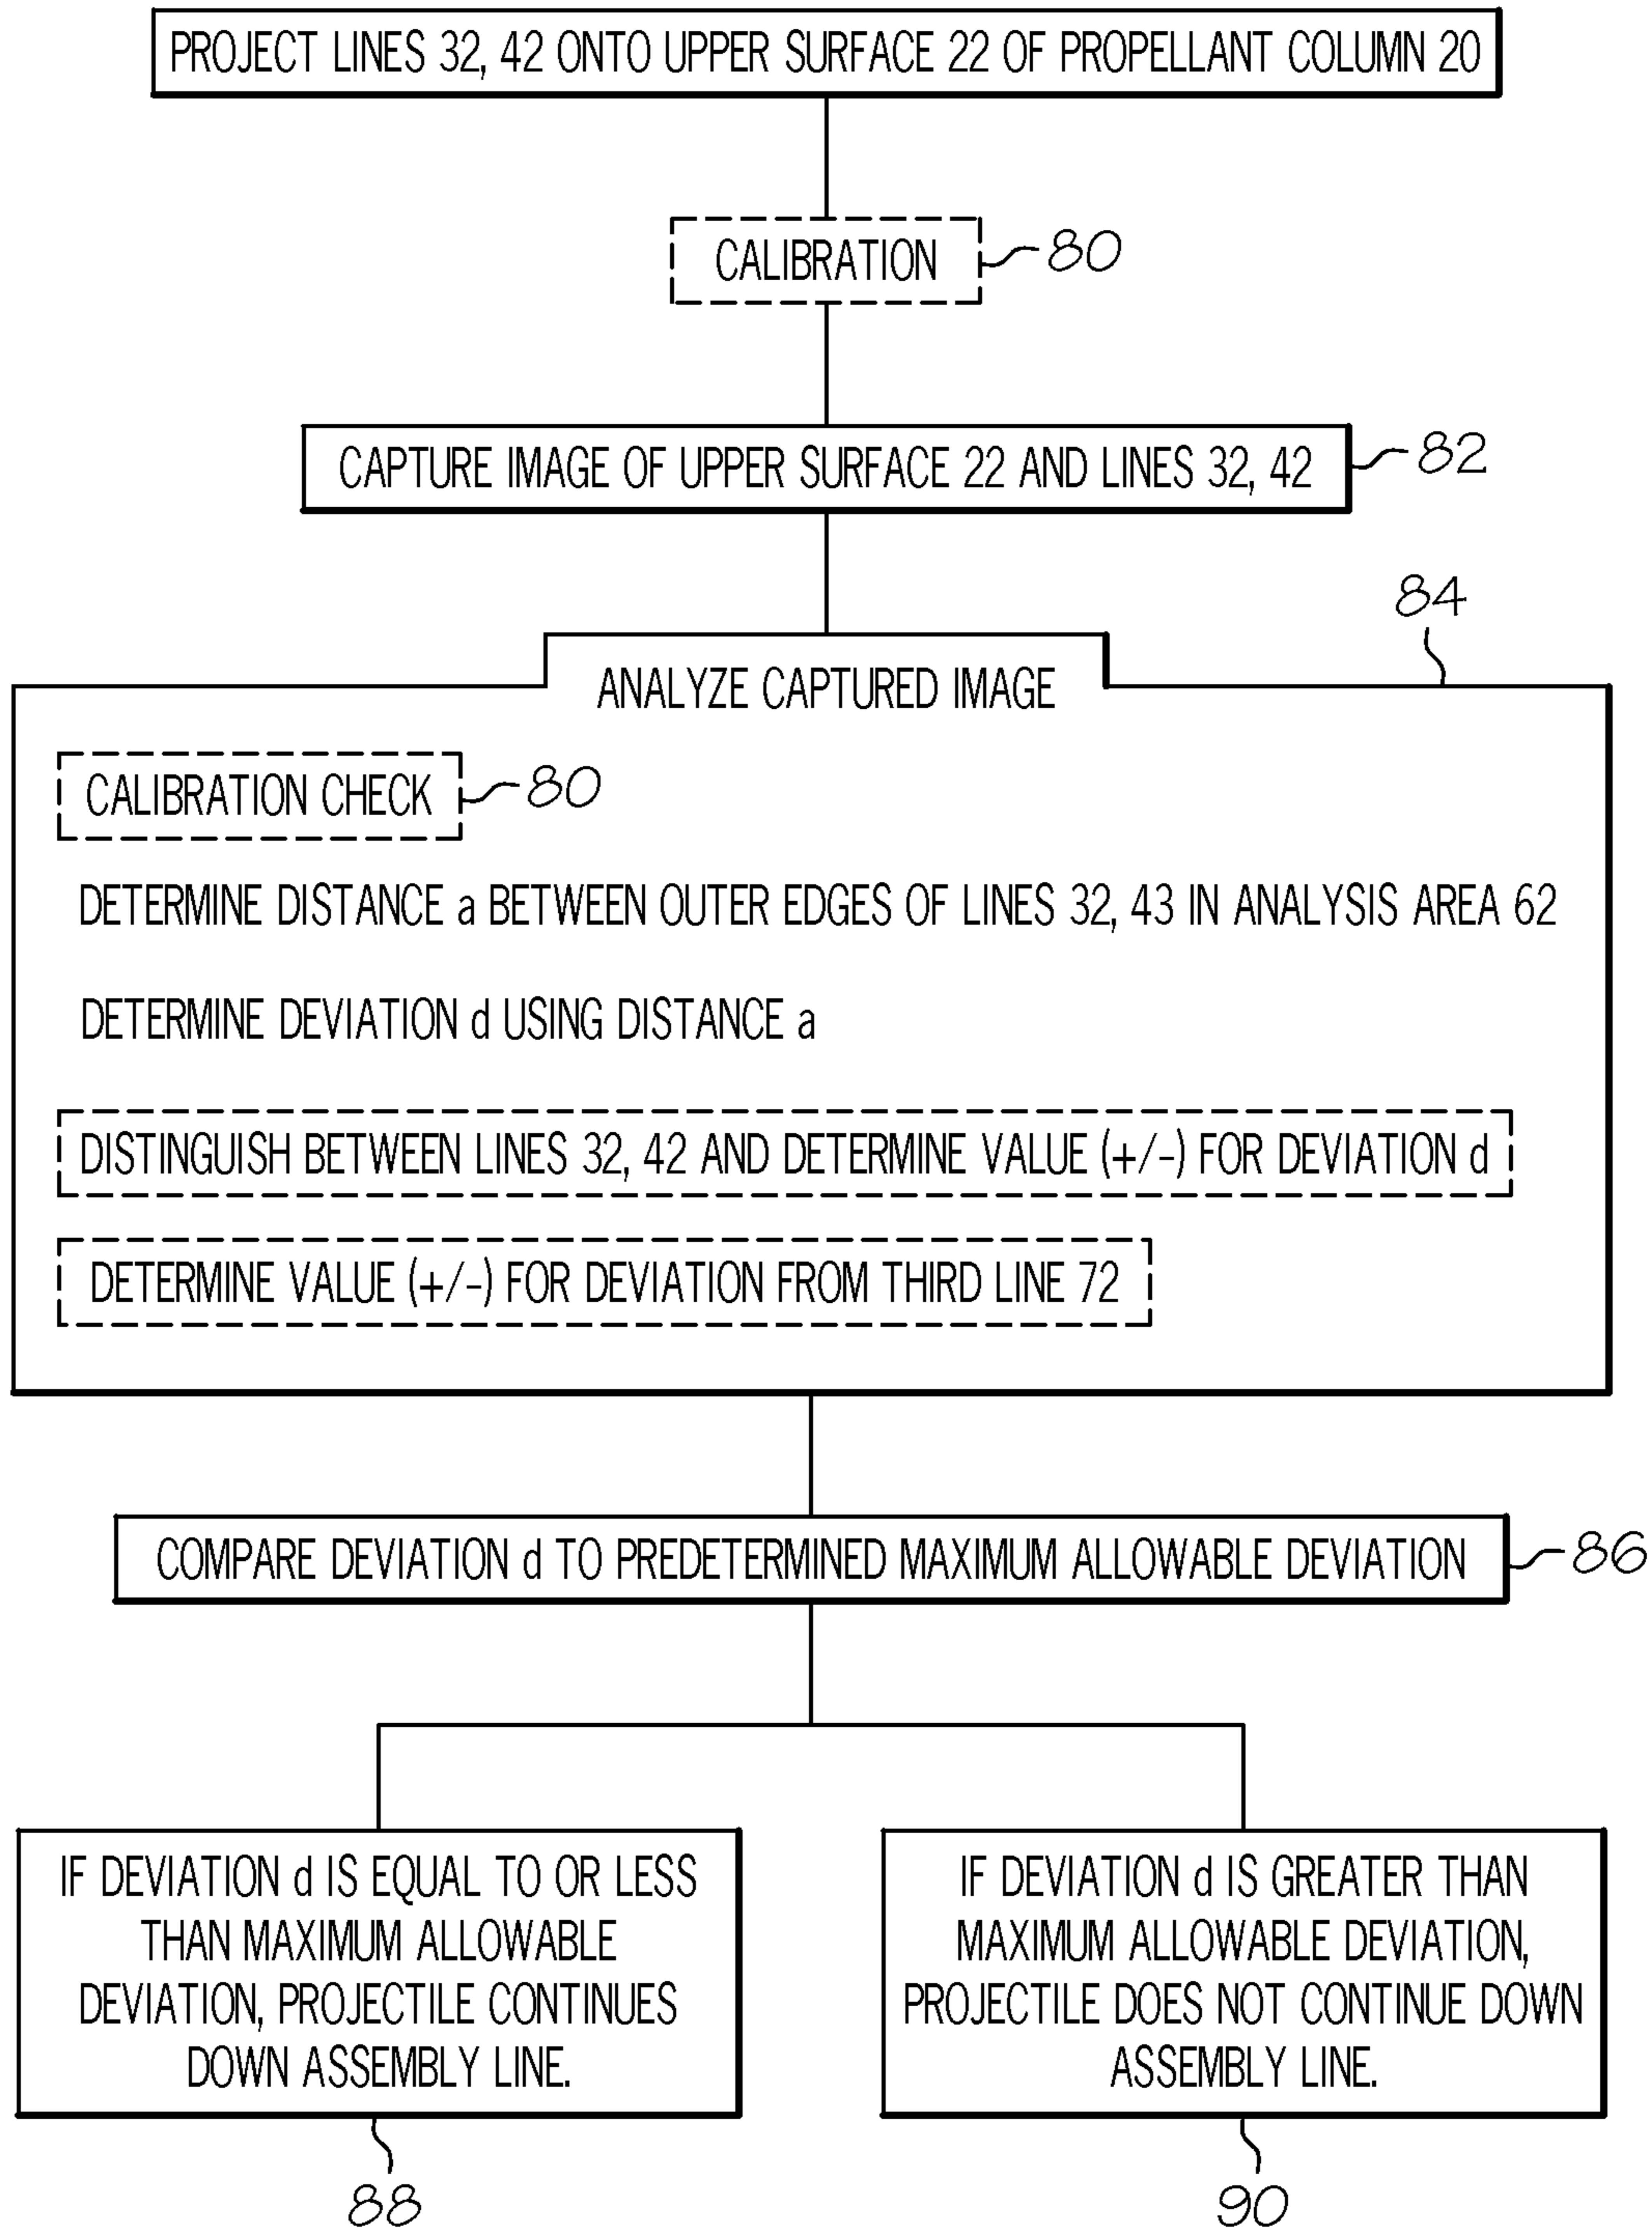 PROJECT LINES 32, 42 ONTO UPPER SURFACE 22 OF PROPELLANT COLUMN 20
CALIBRATION
80
CAPTURE IMAGE OF UPPER SURFACE 22 AND LINES 32, 42
82
84
ANALYZE CAPTURED IMAGE
CALIBRATION CHECK
80
DETERMINE DISTANCE a BETWEEN OUTER EDGES OF LINES 32, 43 IN ANALYSIS AREA 62
DETERMINE DEVIATION d USING DISTANCE a
DISTINGUISH BETWEEN LINES 32, 42 AND DETERMINE VALUE (+/-) FOR DEVIATION d
DETERMINE VALUE (+/-) FOR DEVIATION FROM THIRD LINE 72
COMPARE DEVIATION d TO PREDETERMINED MAXIMUM ALLOWABLE DEVIATION
86
IF DEVIATION d IS EQUAL TO OR LESS
THAN MAXIMUM ALLOWABLE
DEVIATION, PROJECTILE CONTINUES
DOWN ASSEMBLY LINE.
88
IF DEVIATION d IS GREATER THAN
MAXIMUM ALLOWABLE DEVIATION,
PROJECTILE DOES NOT CONTINUE DOWN
ASSEMBLY LINE.
90